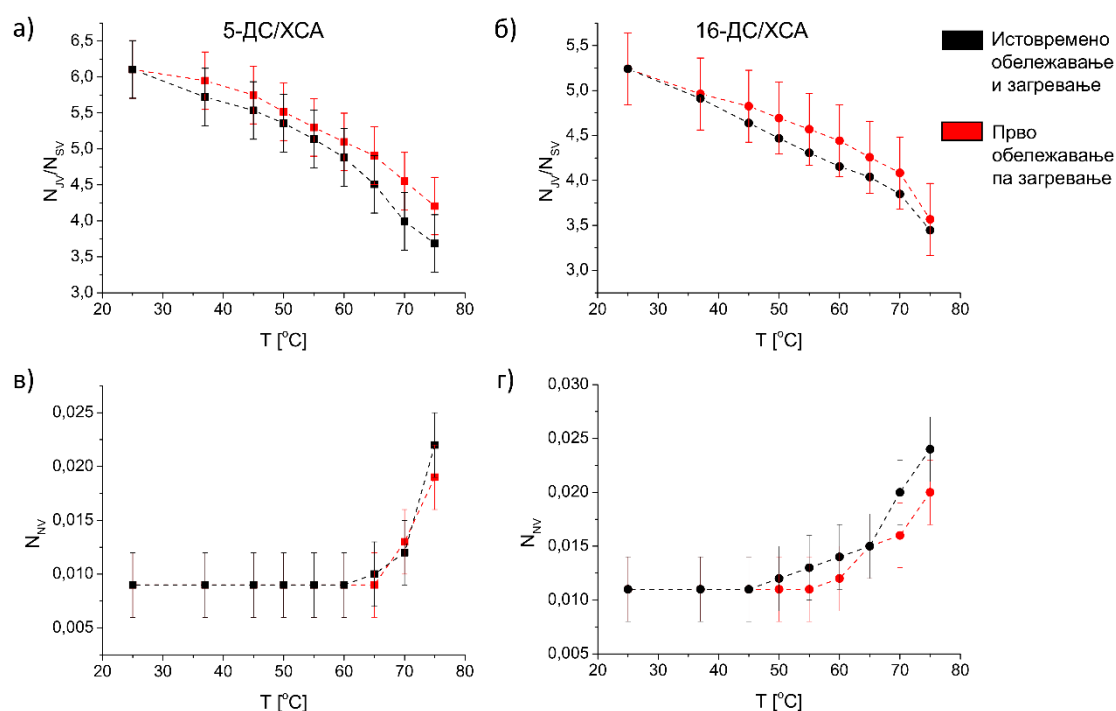 а)
5-ДС/ХСА
N_JV/N_SV
6,5
6,0
5,5
5,0
4,5
4,0
3,5
3,0
20 30 40 50 60 70 80
T [°C]
б)
16-ДС/ХСА
N_JV/N_SV
5,5
5,0
4,5
4,0
3,5
3,0
20 30 40 50 60 70 80
T [°C]
Истовремено
обележавање
и загревање
Прво
обележавање
па загревање
в)
N_NV
0,025
0,020
0,015
0,010
0,005
20 30 40 50 60 70 80
T [°C]
г)
N_NV
0,030
0,025
0,020
0,015
0,010
0,005
20 30 40 50 60 70 80
T [°C]